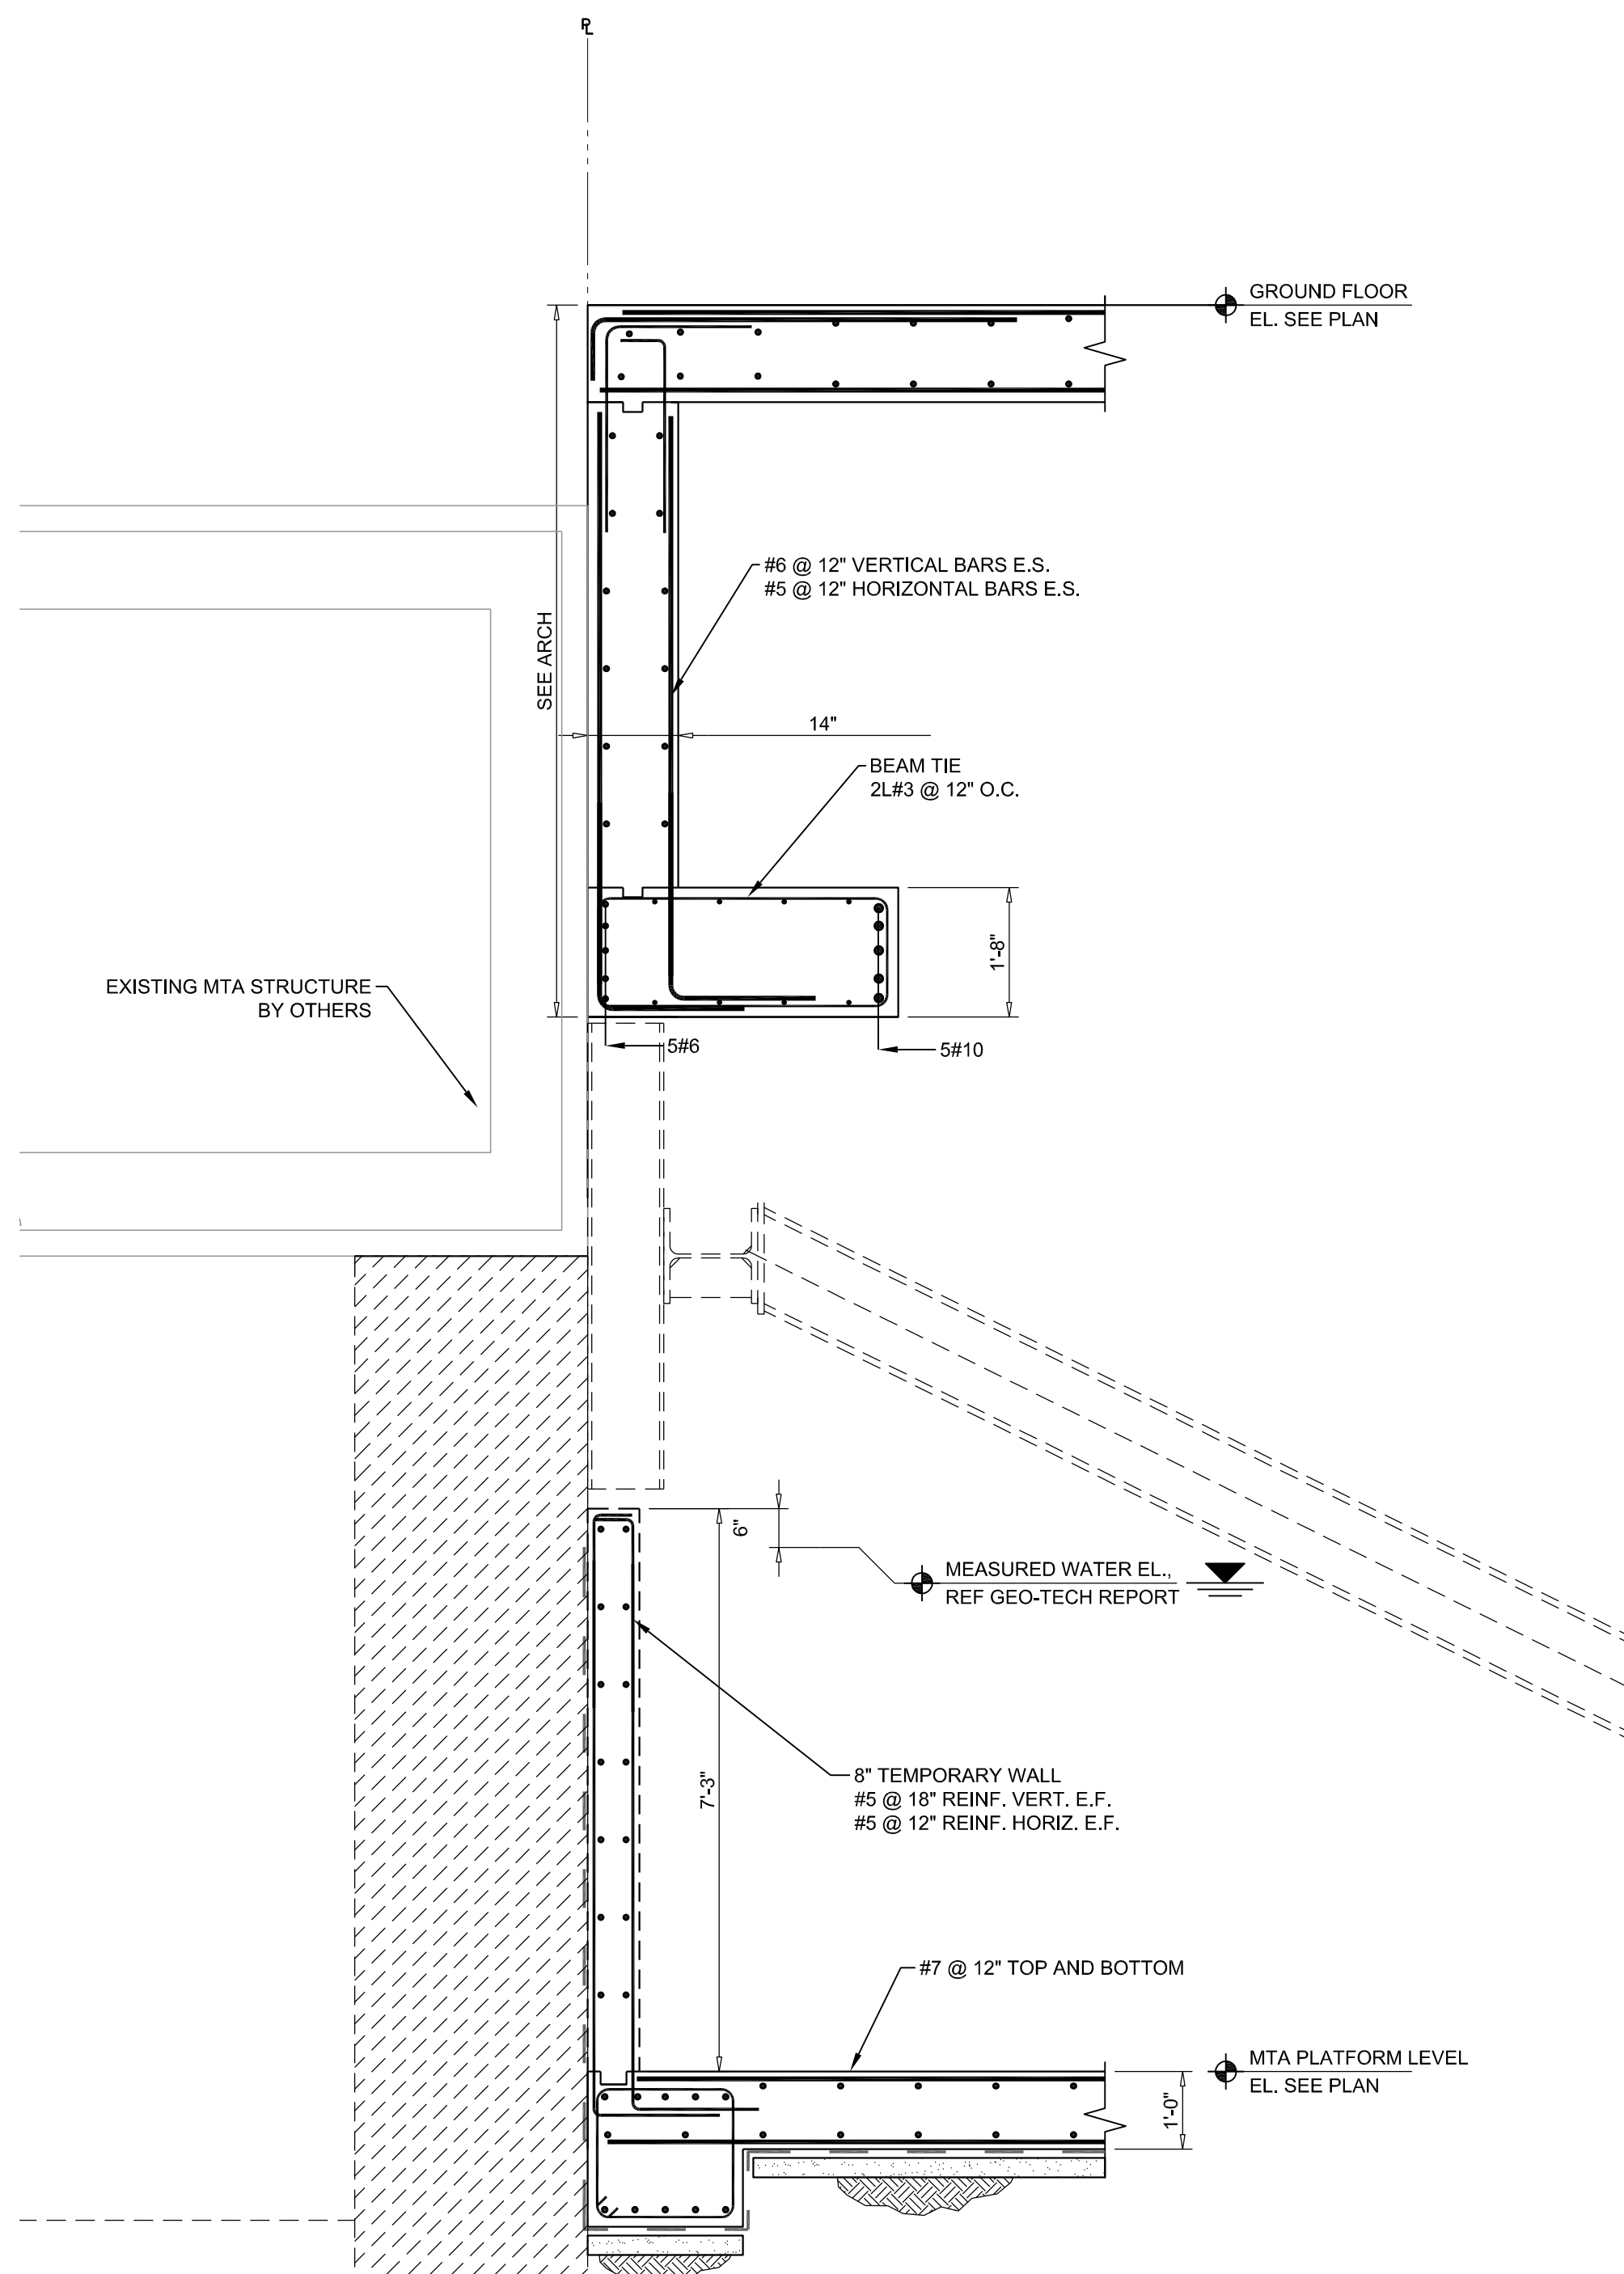 PL
GROUND FLOOR
EL. SEE PLAN
#6 @ 12" VERTICAL BARS E.S.
#5 @ 12" HORIZONTAL BARS E.S.
SEE ARCH
14"
BEAM TIE
2L#3 @ 12" O.C.
1'-8"
EXISTING MTA STRUCTURE
BY OTHERS
5#6
5#10
6"
MEASURED WATER EL.,
REF GEO-TECH REPORT
8" TEMPORARY WALL
#5 @ 18" REINF. VERT. E.F.
#5 @ 12" REINF. HORIZ. E.F.
7'-3"
#7 @ 12" TOP AND BOTTOM
MTA PLATFORM LEVEL
EL. SEE PLAN
1'-0"